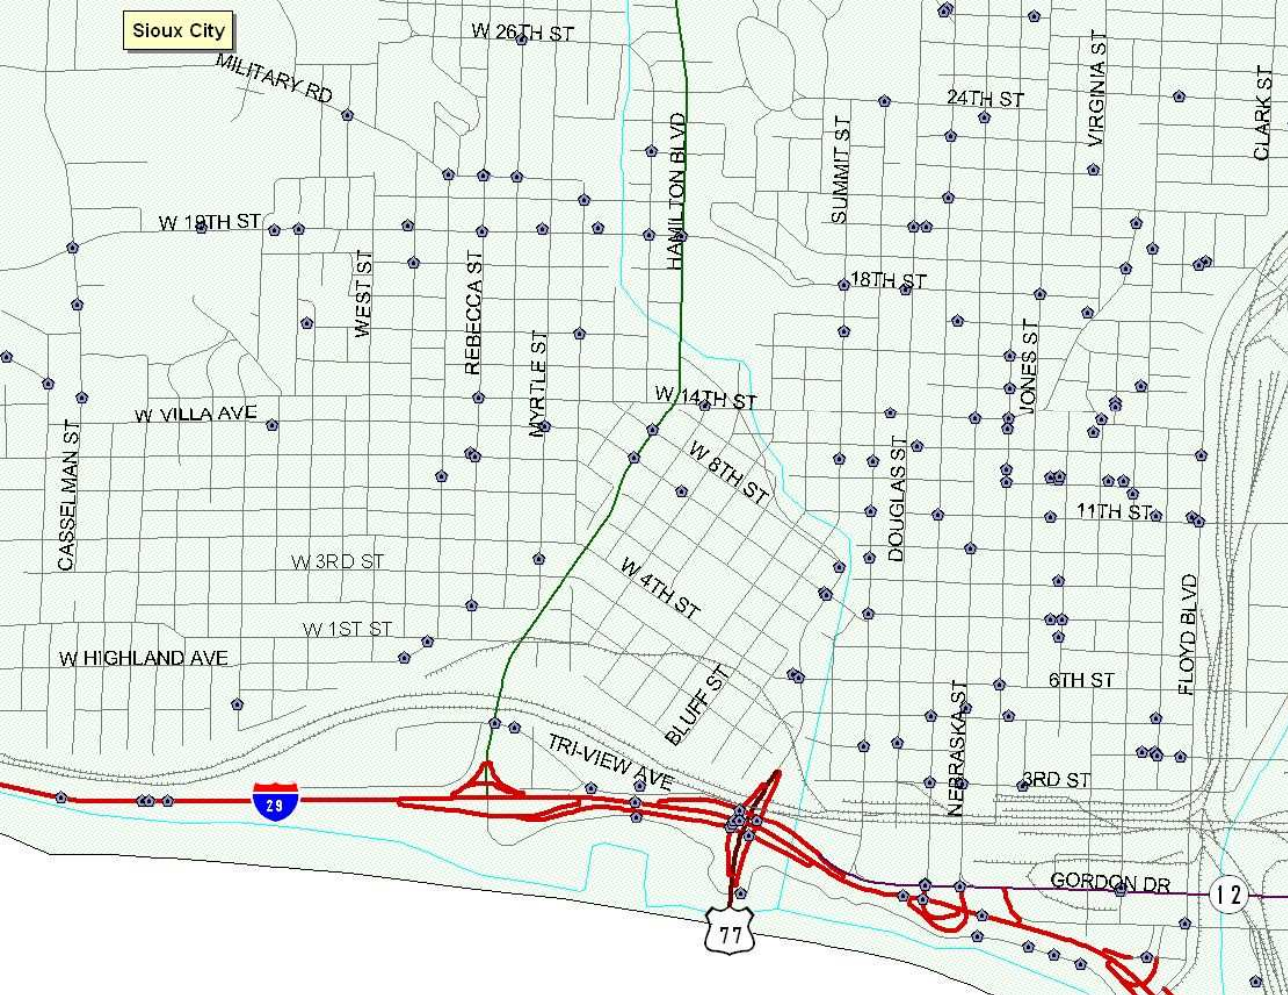 Sioux City
W 26TH ST
MILITARY RD
24TH ST
VIRGINIA ST
CLARK ST
HAMILTON BLVD
SUMMIT ST
W 19TH ST
WEST ST
REBECCA ST
18TH ST
MYRTLE ST
JONES ST
W 14TH ST
W VILLA AVE
CASSELMAN ST
W 8TH ST
DOUGLAS ST
11TH ST
W 3RD ST
W 4TH ST
FLOYD BLVD
W 1ST ST
W HIGHLAND AVE
BLUFF ST
6TH ST
NEBRASKA ST
TRI-VIEW AVE
3RD ST
29
GORDON DR
12
77